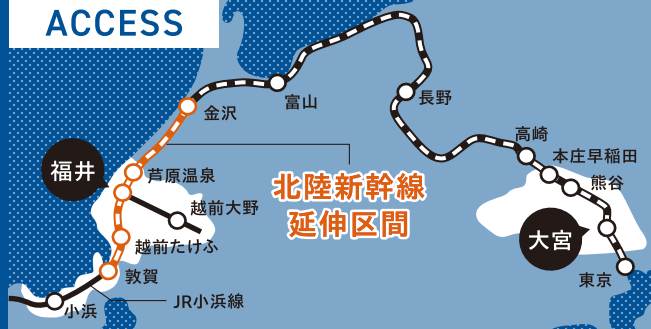 ACCESS
富山
金沢
長野
高崎
本庄早稲田
熊谷
福井
芦原温泉
北陸新幹線
延伸区間
越前大野
越前たけふ
大宮
敦賀
東京
小浜
JR小浜線